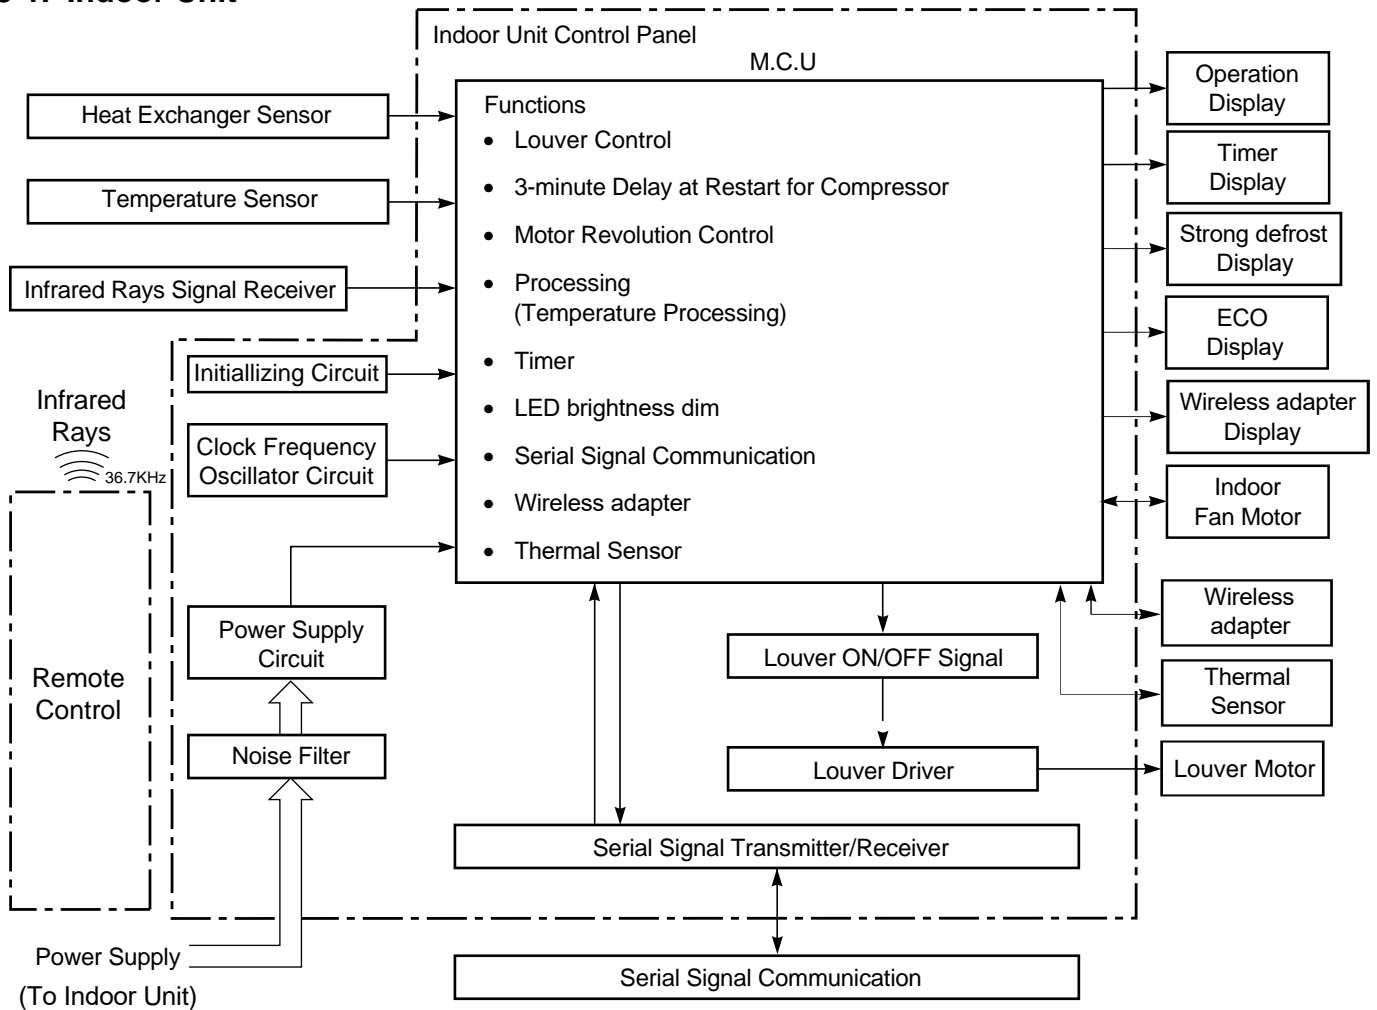 Indoor Unit
Indoor Unit Control Panel
M.C.U
Heat Exchanger Sensor
Temperature Sensor
Infrared Rays Signal Receiver
Initiallizing Circuit
Clock Frequency
Oscillator Circuit
Infrared
Rays
36.7KHz
Remote
Control
Power Supply
Circuit
Noise Filter
Power Supply
(To Indoor Unit)
Functions
• Louver Control
• 3-minute Delay at Restart for Compressor
• Motor Revolution Control
• Processing
(Temperature Processing)
• Timer
• LED brightness dim
• Serial Signal Communication
• Wireless adapter
• Thermal Sensor
Louver ON/OFF Signal
Louver Driver
Serial Signal Transmitter/Receiver
Serial Signal Communication
Operation
Display
Timer
Display
Strong defrost
Display
ECO
Display
Wireless adapter
Display
Indoor
Fan Motor
Wireless
adapter
Thermal
Sensor
Louver Motor